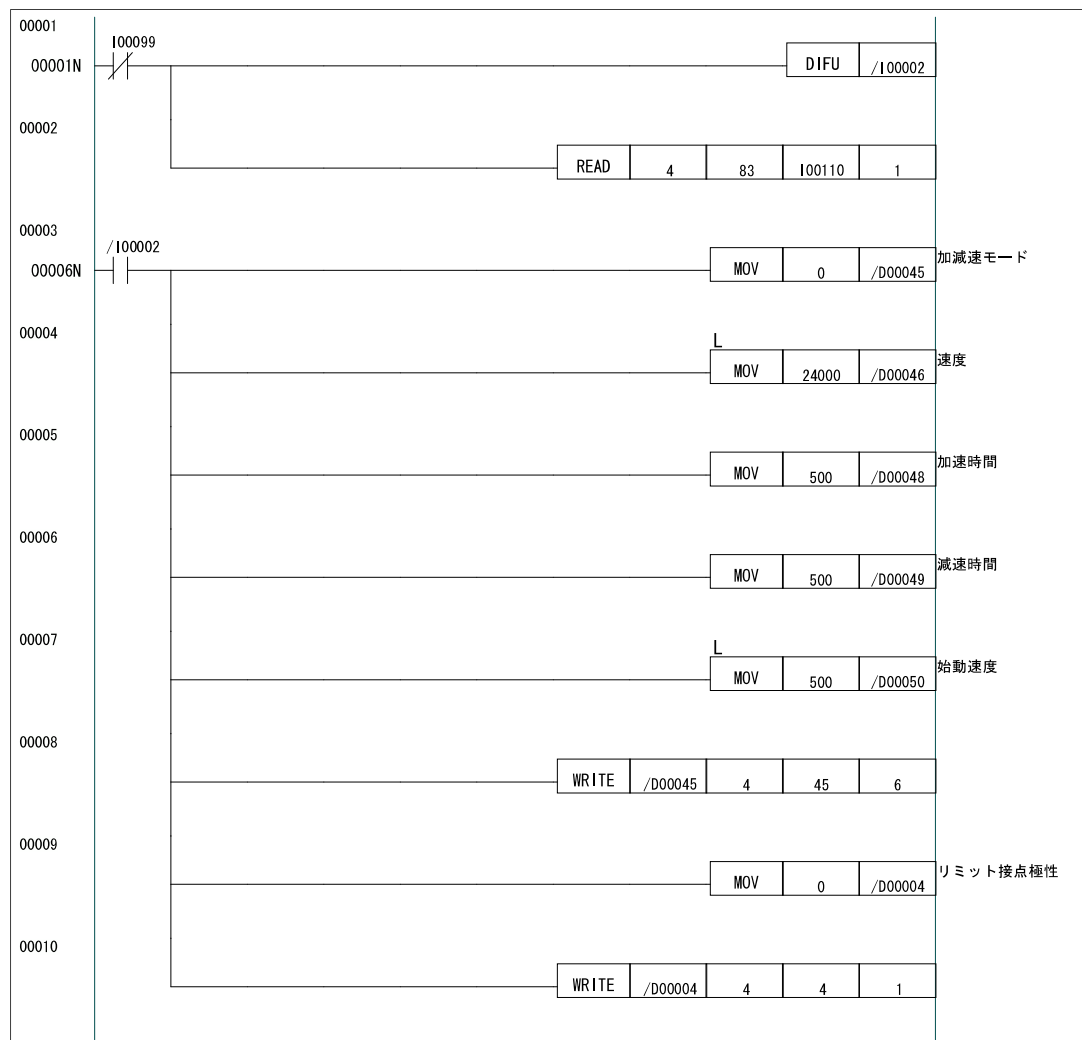 00001
I00099
00001N DIFU /I00002
00002
READ 4 83 I00110 1
00003
/I00002
00006N MOV 0 /D00045 加減速モード
00004
L
MOV 24000 /D00046 速度
00005
MOV 500 /D00048 加速時間
00006
MOV 500 /D00049 減速時間
00007
L
MOV 500 /D00050 始動速度
00008
WRITE /D00045 4 45 6
00009
MOV 0 /D00004 リミット接点極性
00010
WRITE /D00004 4 4 1